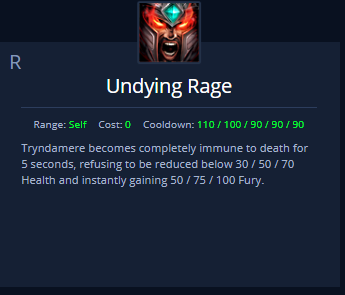 R
Undying Rage
Range: Self Cost: 0 Cooldown: 110 / 100 / 90 / 90 / 90
Tryndamere becomes completely immune to death for
5 seconds, refusing to be reduced below 30 / 50 / 70
Health and instantly gaining 50 / 75 / 100 Fury.